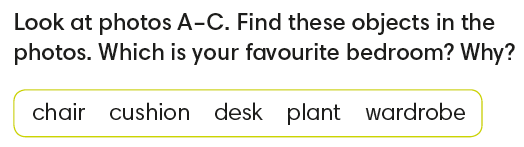 Look at photos A–C. Find these objects in the
photos. Which is your favourite bedroom? Why?
chair cushion desk plant wardrobe